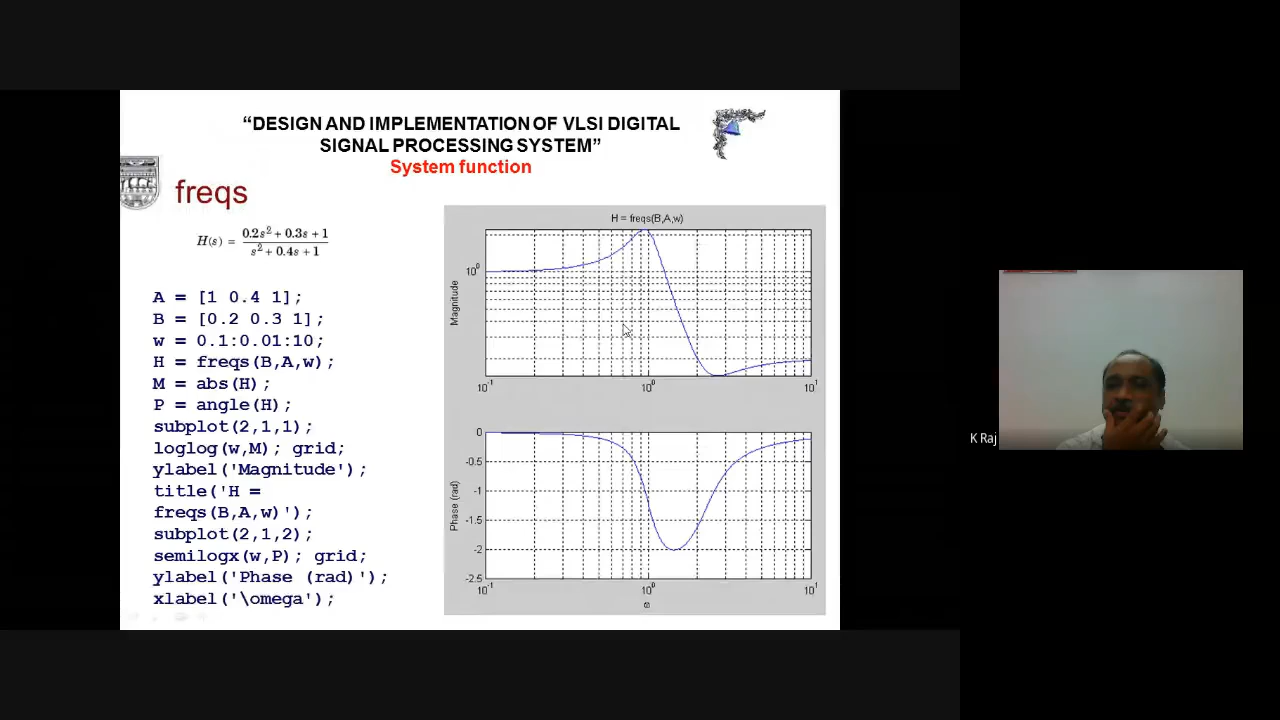 “DESIGN AND IMPLEMENTATION OF VLSI DIGITAL
SIGNAL PROCESSING SYSTEM”
System function
freqs
H(s) = 0.2s² + 0.3s + 1 / s² + 0.4s + 1
A = [1 0.4 1];
B = [0.2 0.3 1];
w = 0.1:0.01:10;
H = freqs(B,A,w);
M = abs(H);
P = angle(H);
subplot(2,1,1);
loglog(w,M); grid;
ylabel('Magnitude');
title('H =
freqs(B,A,w)');
subplot(2,1,2);
semilogx(w,P); grid;
ylabel('Phase (rad)');
xlabel('\omega');
H = freqs(B,A,w)
Magnitude
10⁰
10⁻¹ 10⁰ 10¹
Phase (rad)
0
-0.5
-1
-1.5
-2
-2.5
10⁻¹ 10⁰ 10¹
ω
K Raj